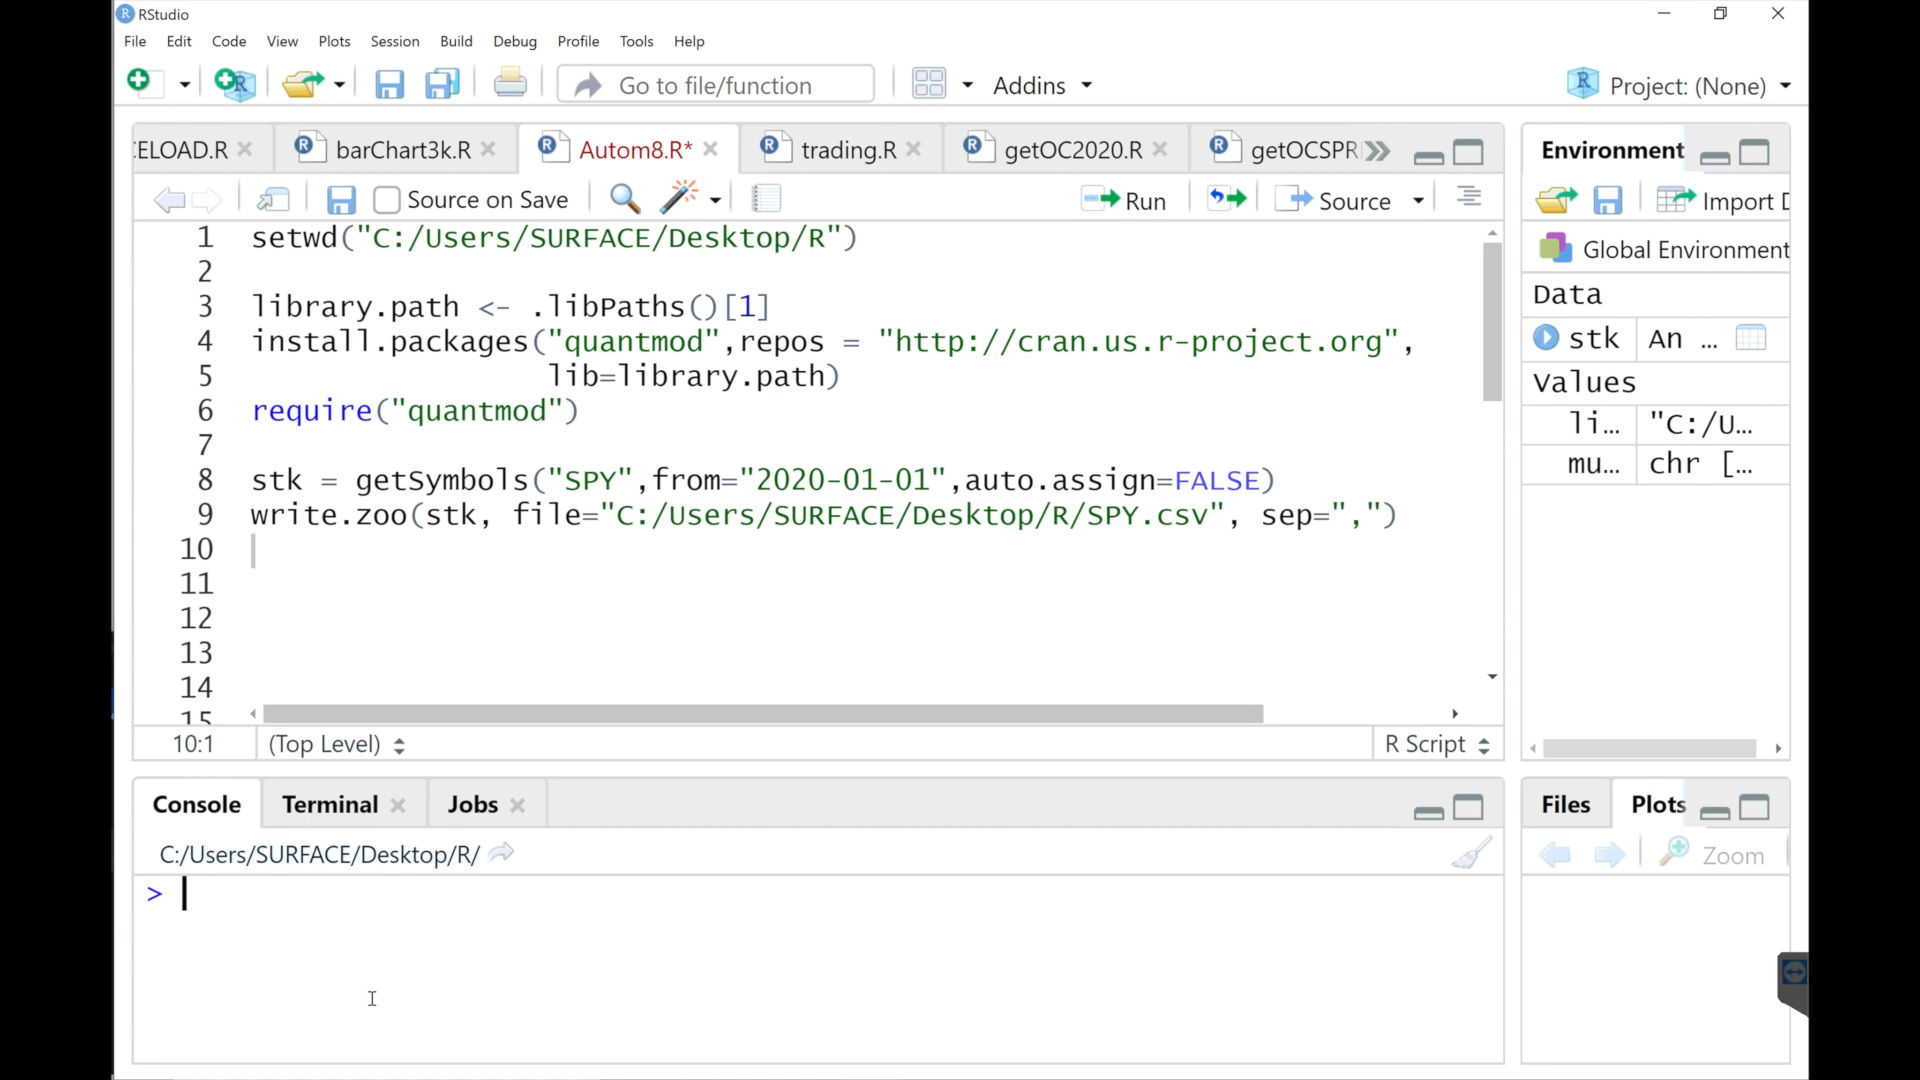 RStudio
File Edit Code View Plots Session Build Debug Profile Tools Help
Go to file/function Addins Project: (None)
ELOAD.R barChart3k.R Autom8.R* trading.R getOC2020.R getOCSPR
Source on Save Run Source
1 setwd("C:/Users/SURFACE/Desktop/R")
2
3 library.path <- .libPaths()[1]
4 install.packages("quantmod",repos = "http://cran.us.r-project.org",
5 lib=library.path)
6 require("quantmod")
7
8 stk = getSymbols("SPY",from="2020-01-01",auto.assign=FALSE)
9 write.zoo(stk, file="C:/Users/SURFACE/Desktop/R/SPY.csv", sep=",")
10
11
12
13
14
15
10:1 (Top Level) R Script
Environment
Import D
Global Environment
Data
stk An ...
Values
li... "C:/U...
mu... chr [...
Console Terminal Jobs
C:/Users/SURFACE/Desktop/R/
>
Files Plots
Zoom